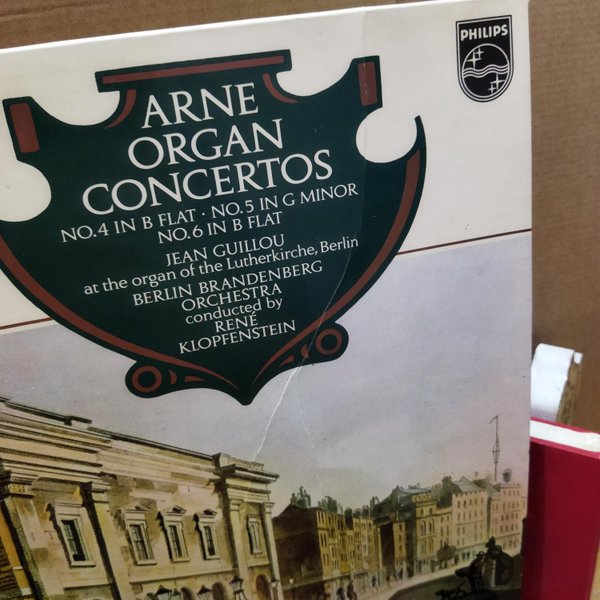 PHILIPS
ARNE
ORGAN
CONCERTOS
NO.4 IN B FLAT · NO.5 IN G MINOR
NO.6 IN B FLAT
JEAN GUILLOU
at the organ of the Lutherkirche, Berlin
BERLIN BRANDENBERG
ORCHESTRA
conducted by
RENÉ
KLOPFENSTEIN